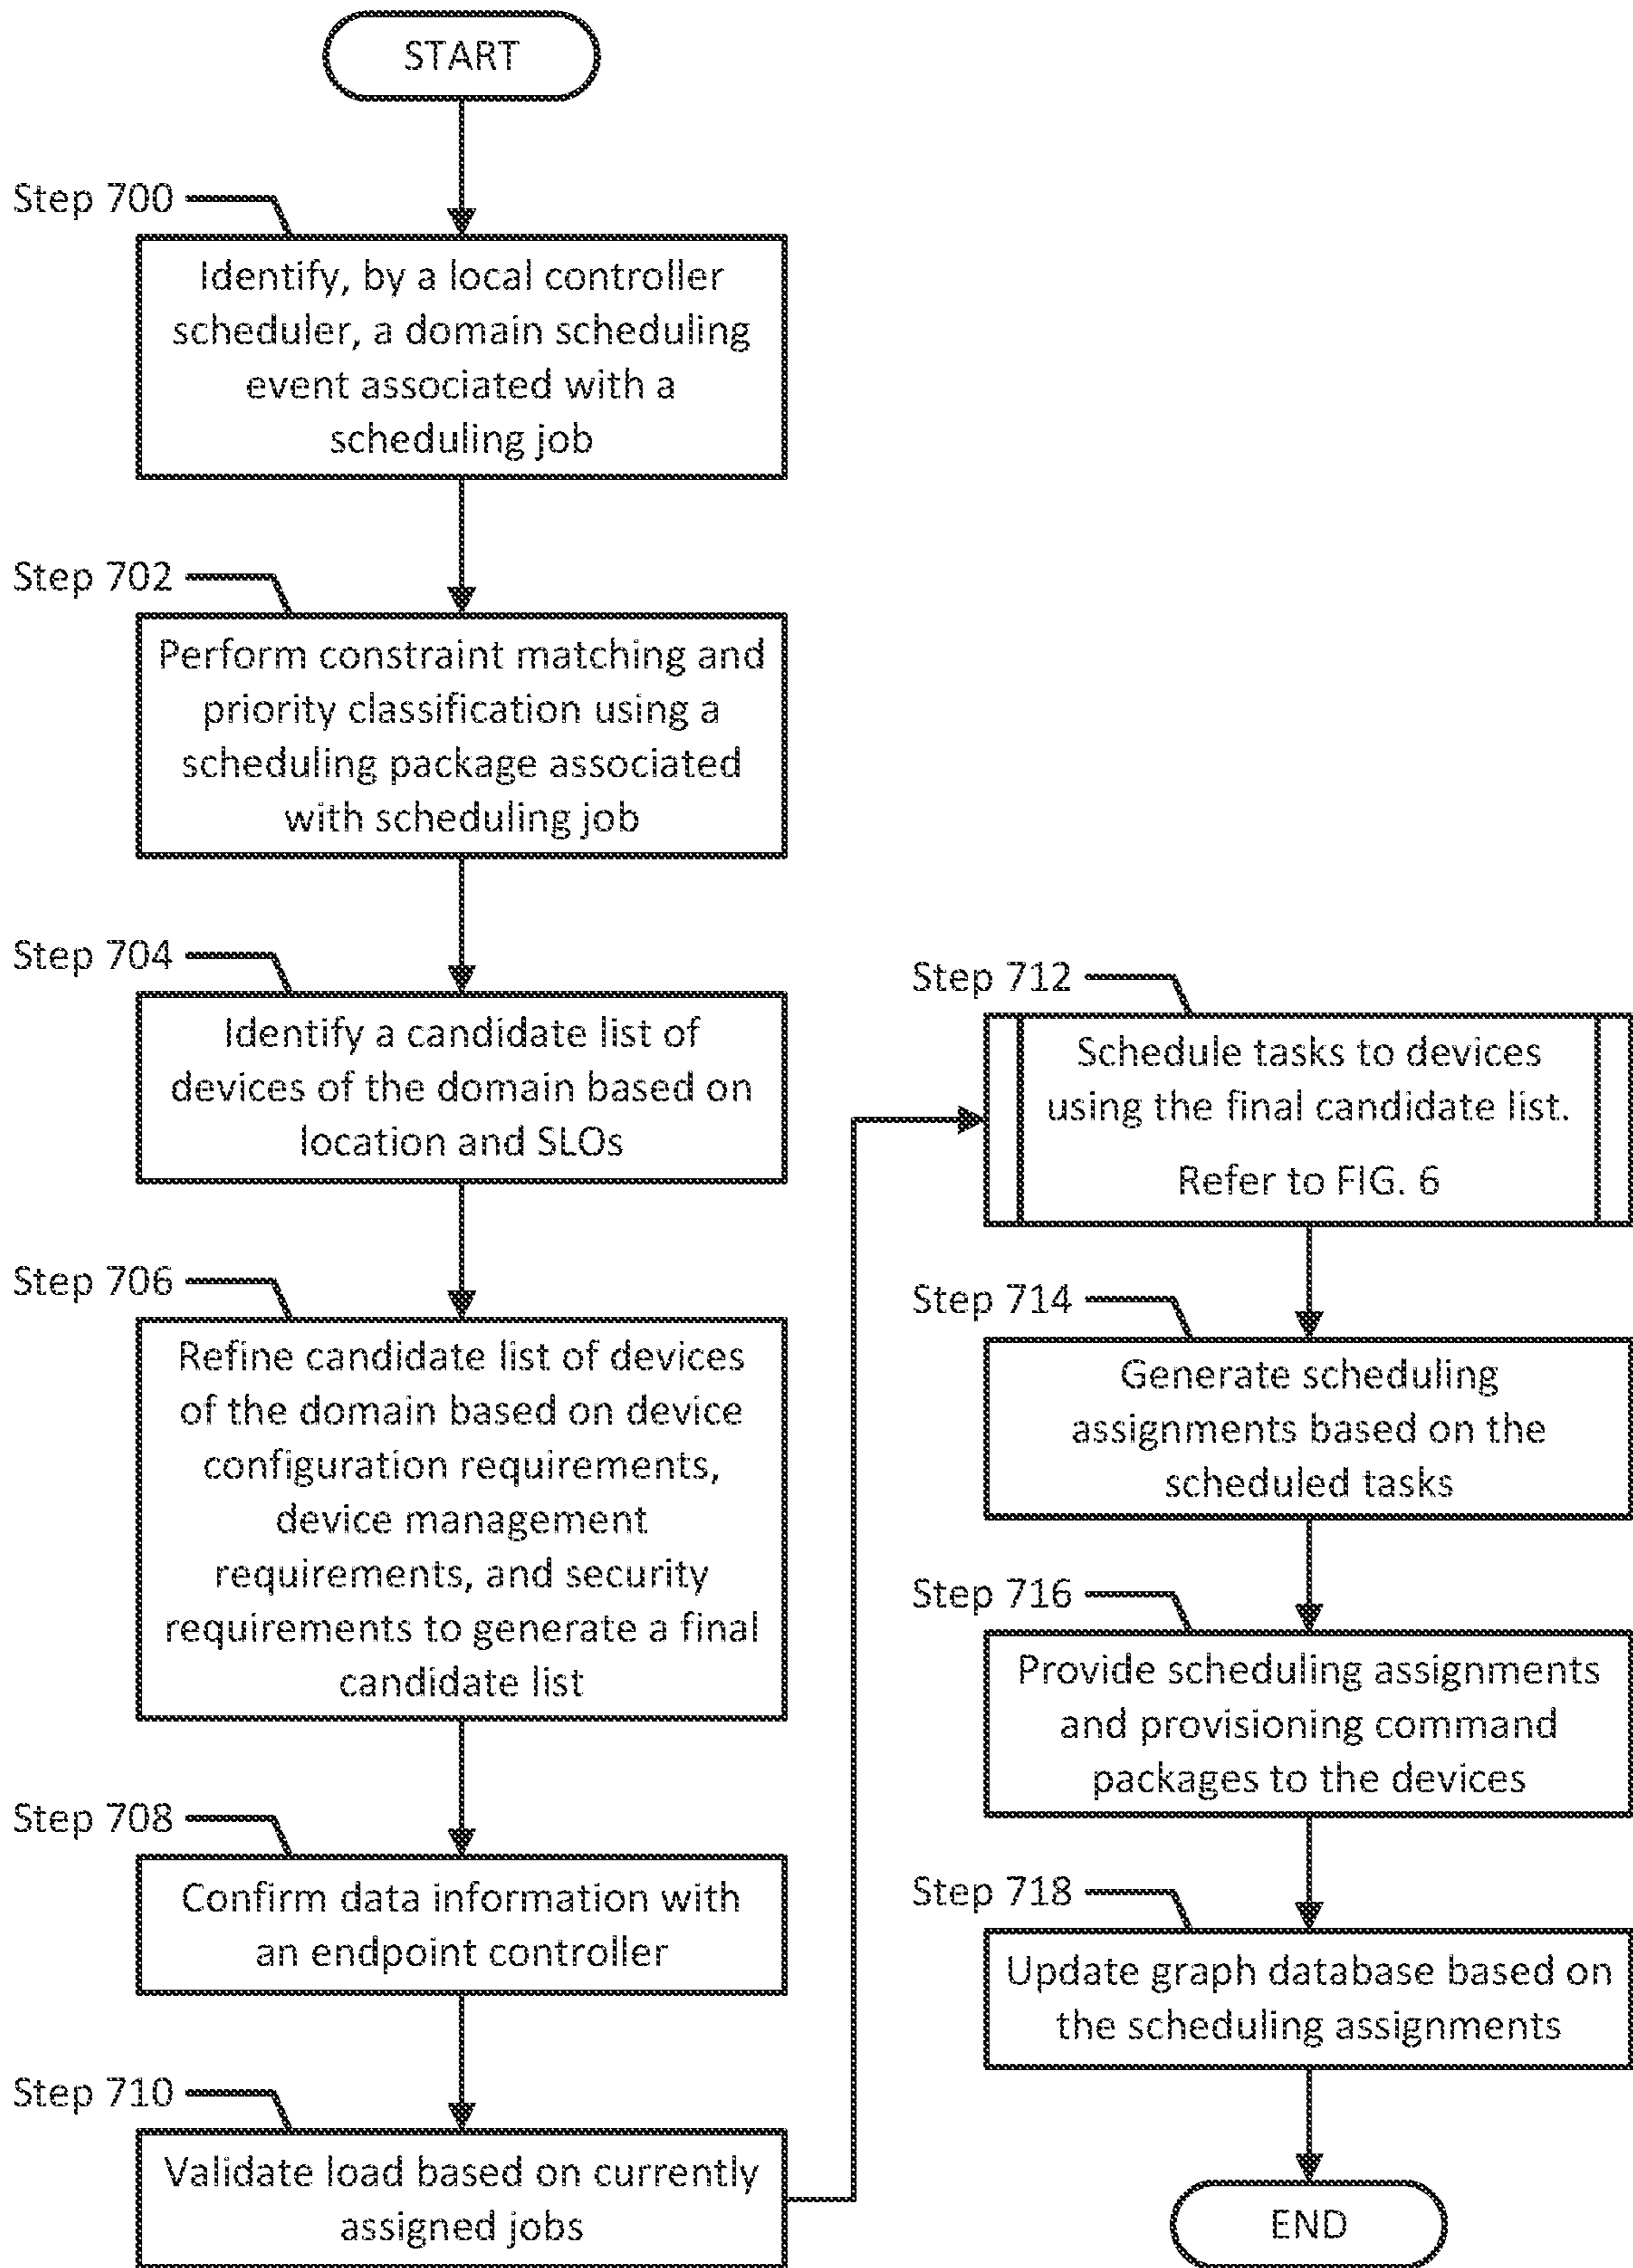 START
Step 700
Identify, by a local controller
scheduler, a domain scheduling
event associated with a
scheduling job
Step 702
Perform constraint matching and
priority classification using a
scheduling package associated
with scheduling job
Step 704
Identify a candidate list of
devices of the domain based on
location and SLOs
Step 706
Refine candidate list of devices
of the domain based on device
configuration requirements,
device management
requirements, and security
requirements to generate a final
candidate list
Step 708
Confirm data information with
an endpoint controller
Step 710
Validate load based on currently
assigned jobs
Step 712
Schedule tasks to devices
using the final candidate list.
Refer to FIG. 6
Step 714
Generate scheduling
assignments based on the
scheduled tasks
Step 716
Provide scheduling assignments
and provisioning command
packages to the devices
Step 718
Update graph database based on
the scheduling assignments
END